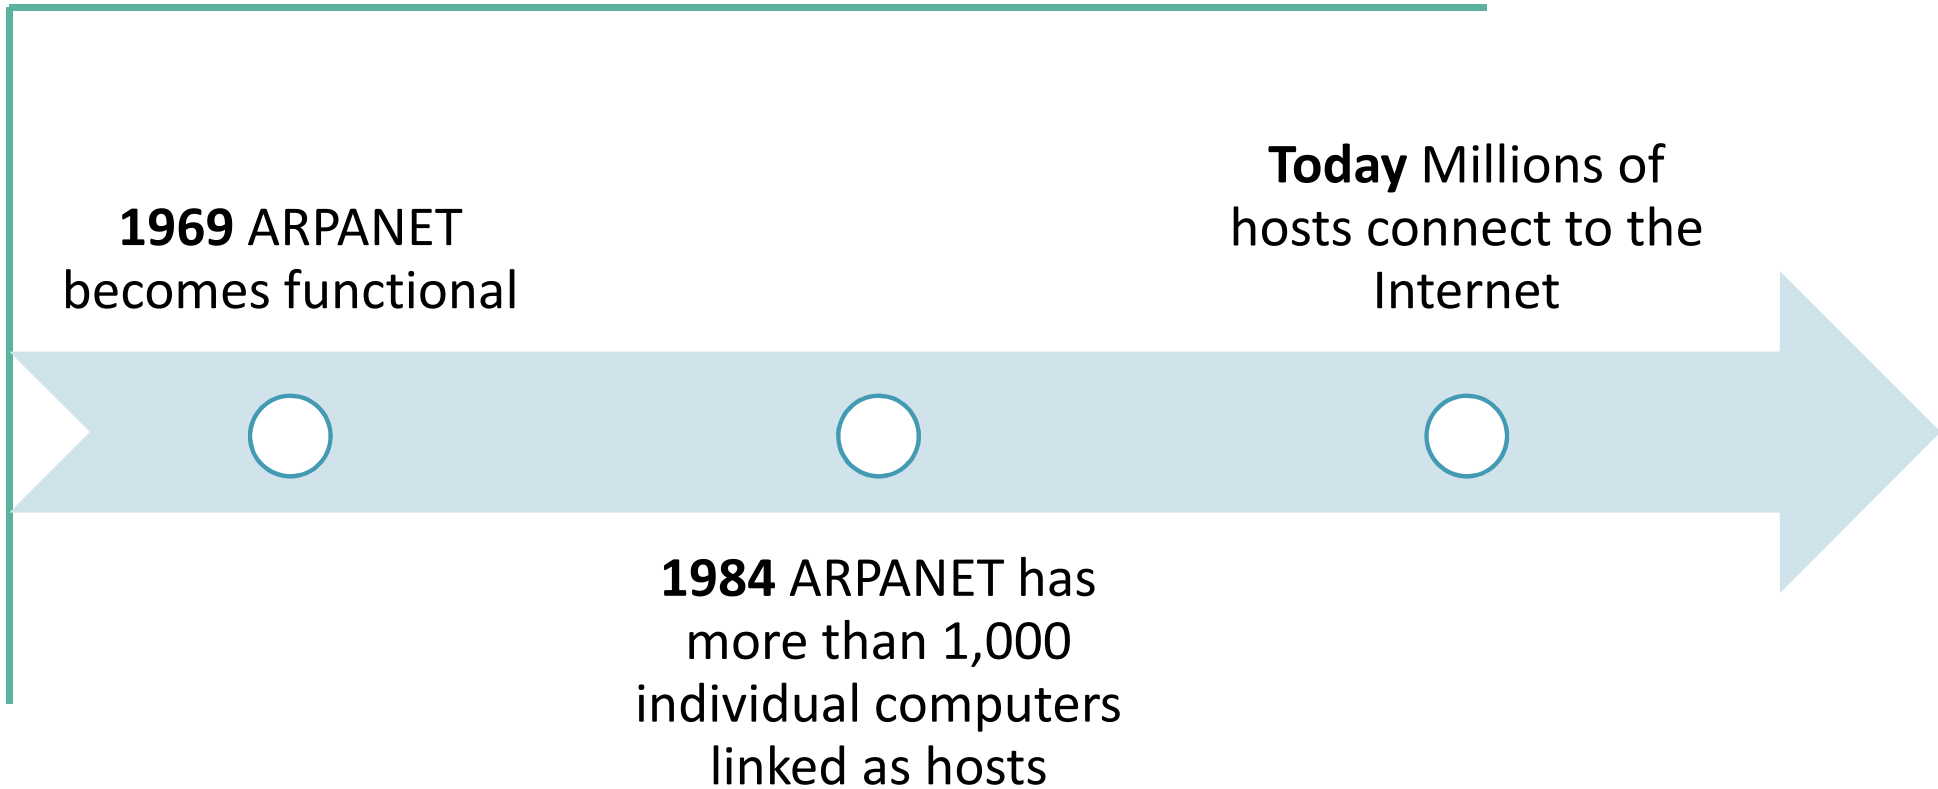 1969 ARPANET
becomes functional
1984 ARPANET has
more than 1,000
individual computers
linked as hosts
Today Millions of
hosts connect to the
Internet